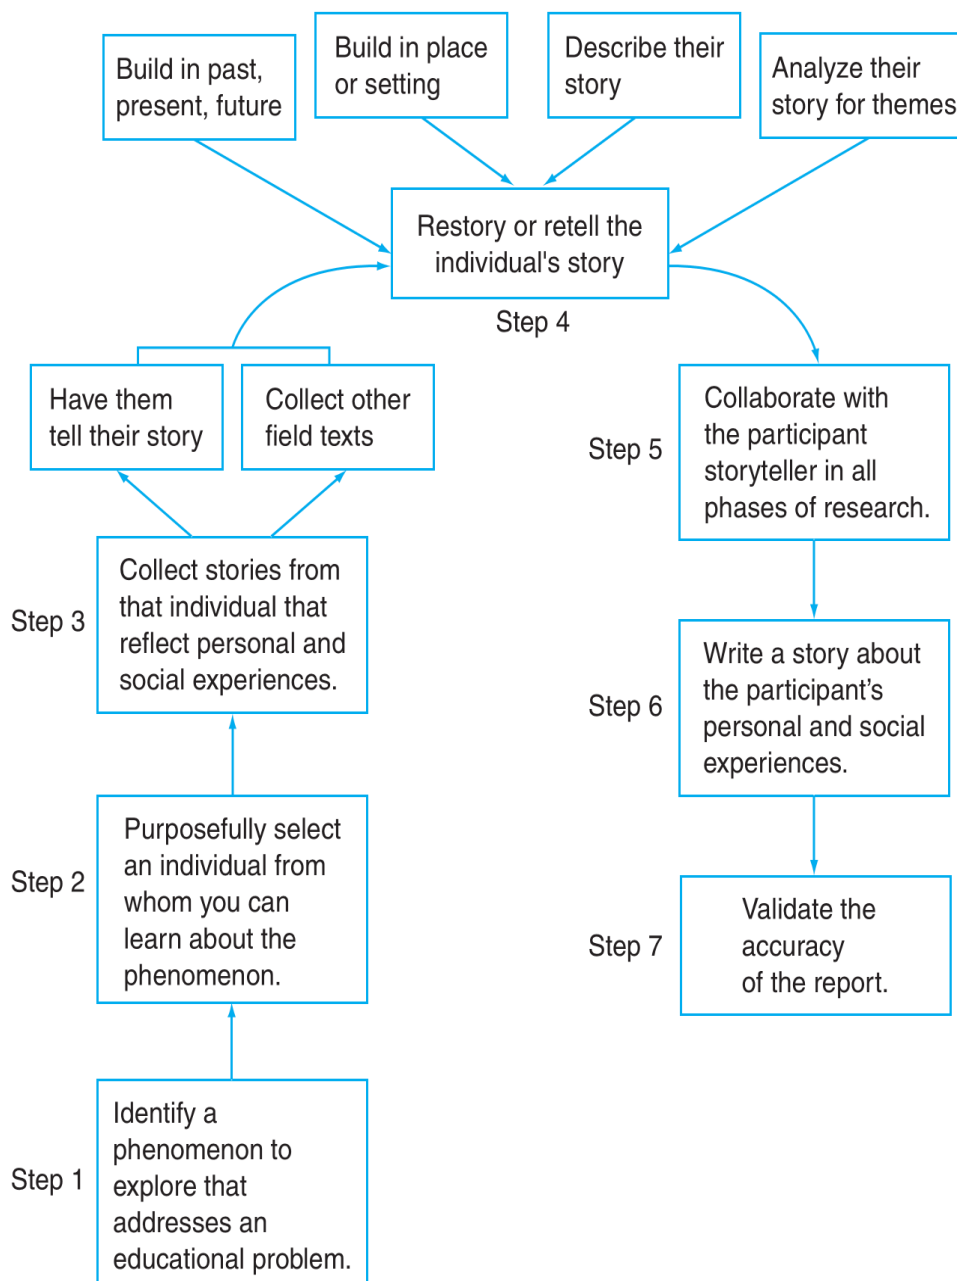 Build in past,
present, future
Build in place
or setting
Describe their
story
Analyze their
story for themes
Restory or retell the
individual's story
Step 4
Have them
tell their story
Collect other
field texts
Step 3
Collect stories from
that individual that
reflect personal and
social experiences.
Step 2
Purposefully select
an individual from
whom you can
learn about the
phenomenon.
Step 1
Identify a
phenomenon to
explore that
addresses an
educational problem.
Step 5
Collaborate with
the participant
storyteller in all
phases of research.
Step 6
Write a story about
the participant’s
personal and social
experiences.
Step 7
Validate the
accuracy
of the report.